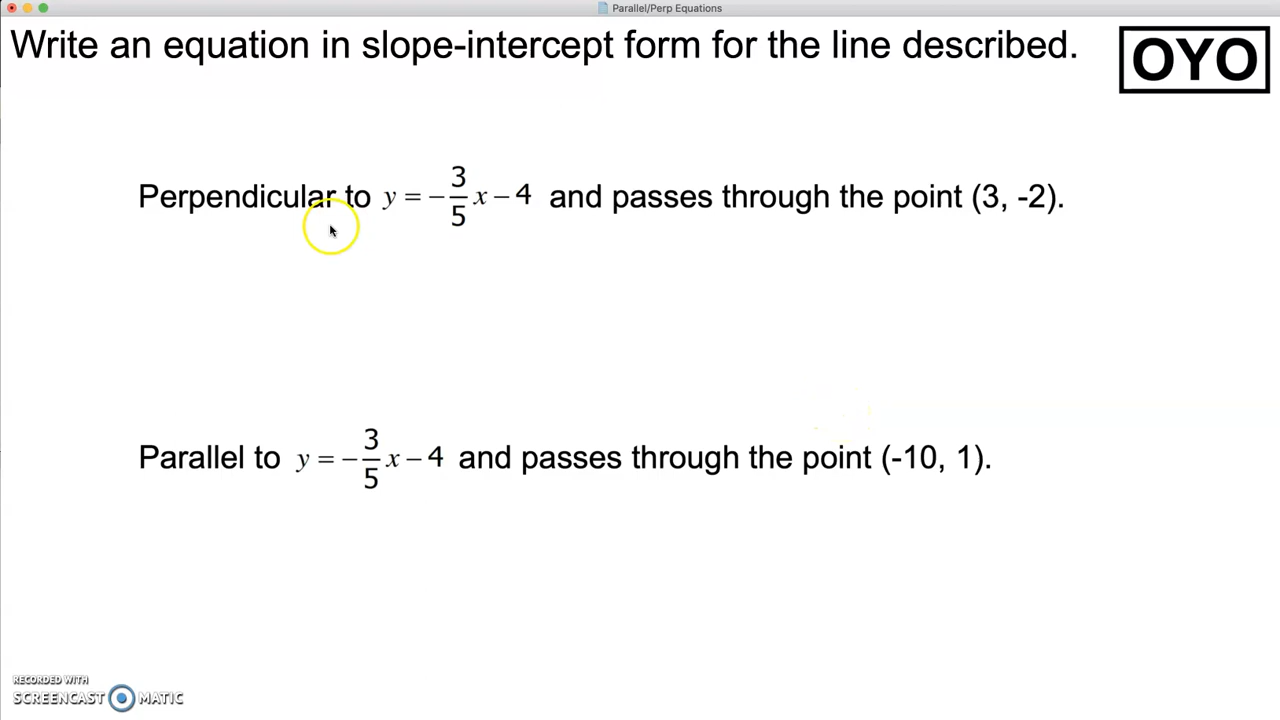 Parallel/Perp Equations
Write an equation in slope-intercept form for the line described.
OYO
Perpendicular to y = -3/5 x - 4 and passes through the point (3, -2).
Parallel to y = -3/5 x - 4 and passes through the point (-10, 1).
RECORDED WITH
SCREENCAST MATIC